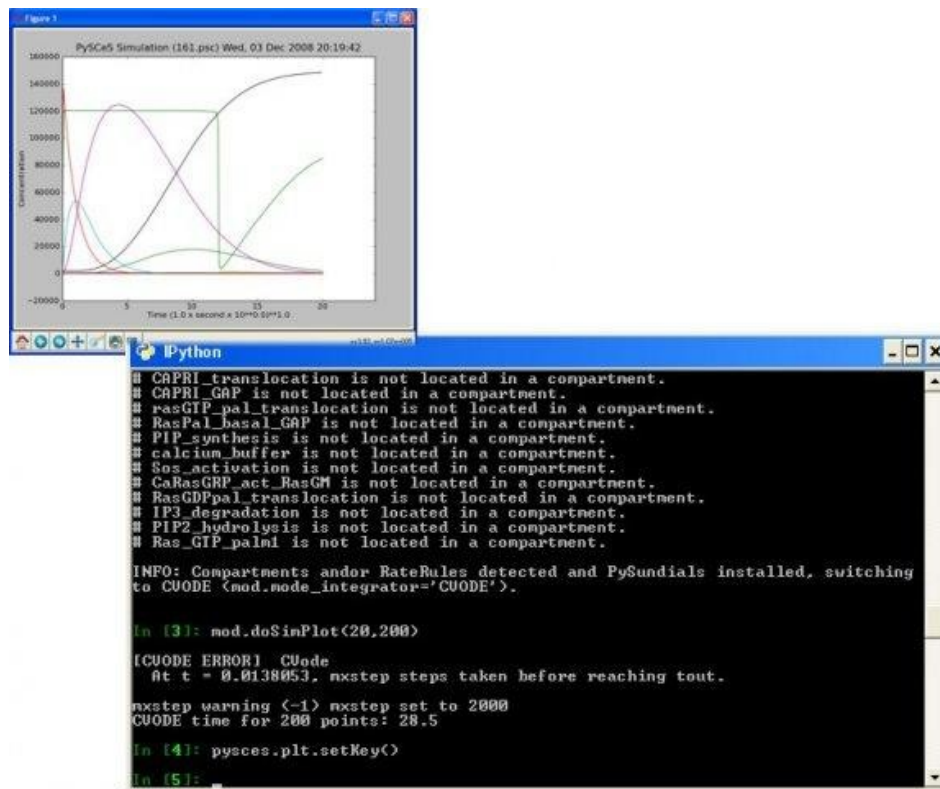 Figure 1
PySCeS Simulation (161.psc) Wed, 03 Dec 2008 20:19:42
160000
140000
120000
100000
80000
60000
40000
20000
0
−20000
Concentration
0 5 10 15 20
Time (1.0 x second x 10**0.0)**1.0
IPython
# CAPRI_translocation is not located in a compartment.
# CAPRI_GAP is not located in a compartment.
# rasGTP_pal_translocation is not located in a compartment.
# RasPal_basal_GAP is not located in a compartment.
# PIP_synthesis is not located in a compartment.
# calcium_buffer is not located in a compartment.
# Sos_activation is not located in a compartment.
# CaRasGRP_act_RasGM is not located in a compartment.
# RasGDPpal_translocation is not located in a compartment.
# IP3_degradation is not located in a compartment.
# PIP2_hydrolysis is not located in a compartment.
# Ras_GTP_palm1 is not located in a compartment.
INFO: Compartments andor RateRules detected and PySundials installed, switching
to CVODE (mod.mode_integrator='CVODE').
In [3]: mod.doSimPlot(20,200)
[CVODE ERROR] CVode
At t = 0.0138053, mxstep steps taken before reaching tout.
mxstep warning (-1) mxstep set to 2000
CVODE time for 200 points: 28.5
In [4]: pysces.plt.setKey()
In [5]: